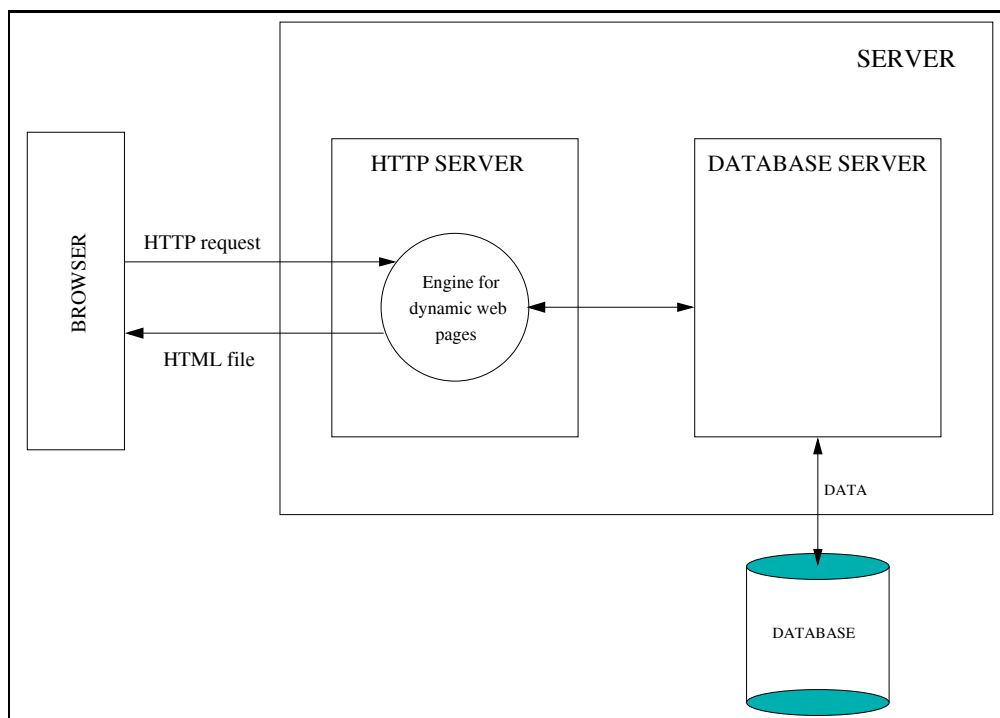 SERVER
HTTP SERVER
DATABASE SERVER
BROWSER
HTTP request
Engine for
dynamic web
pages
HTML file
DATA
DATABASE